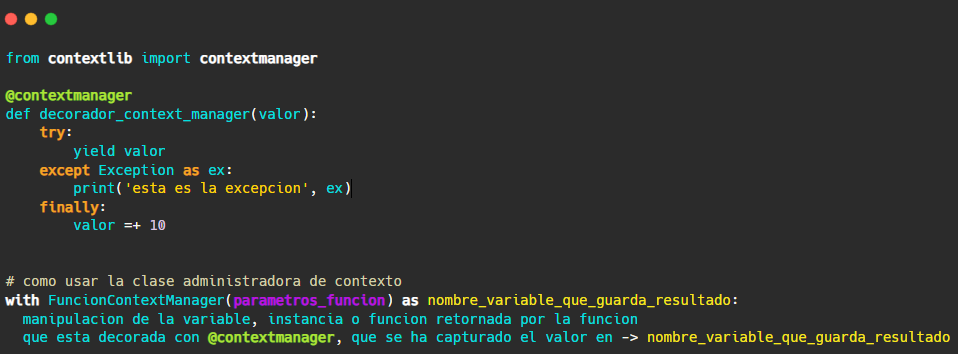 from contextlib import contextmanager
@contextmanager
def decorador_context_manager(valor):
    try:
        yield valor
    except Exception as ex:
        print('esta es la excepcion', ex)
    finally:
        valor =+ 10
# como usar la clase administradora de contexto
with FuncionContextManager(parametros_funcion) as nombre_variable_que_guarda_resultado:
  manipulacion de la variable, instancia o funcion retornada por la funcion
  que esta decorada con @contextmanager, que se ha capturado el valor en -> nombre_variable_que_guarda_resultado